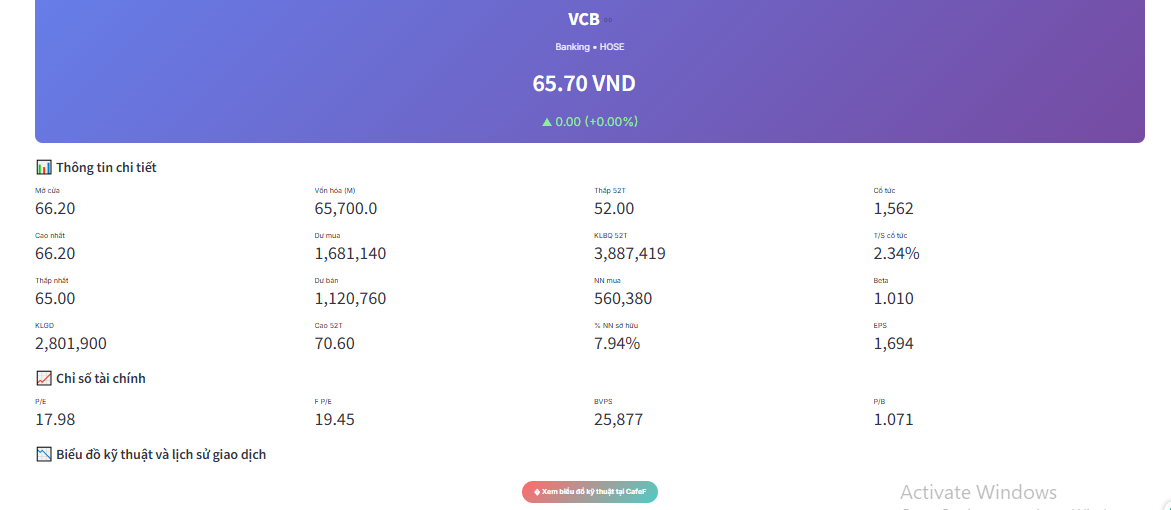 VCB
Banking • HOSE
65.70 VND
▲ 0.00 (+0.00%)
Thông tin chi tiết
Mở cửa Vốn hóa (M) Thấp 52T Cổ tức
66.20 65,700.0 52.00 1,562
Cao nhất Dư mua KLBQ 52T T/S cổ tức
66.20 1,681,140 3,887,419 2.34%
Thấp nhất Dư bán NN mua Beta
65.00 1,120,760 560,380 1.010
KLGD Cao 52T % NN sở hữu EPS
2,801,900 70.60 7.94% 1,694
Chỉ số tài chính
P/E F P/E BVPS P/B
17.98 19.45 25,877 1.071
Biểu đồ kỹ thuật và lịch sử giao dịch
Xem biểu đồ kỹ thuật tại CafeF
Activate Windows